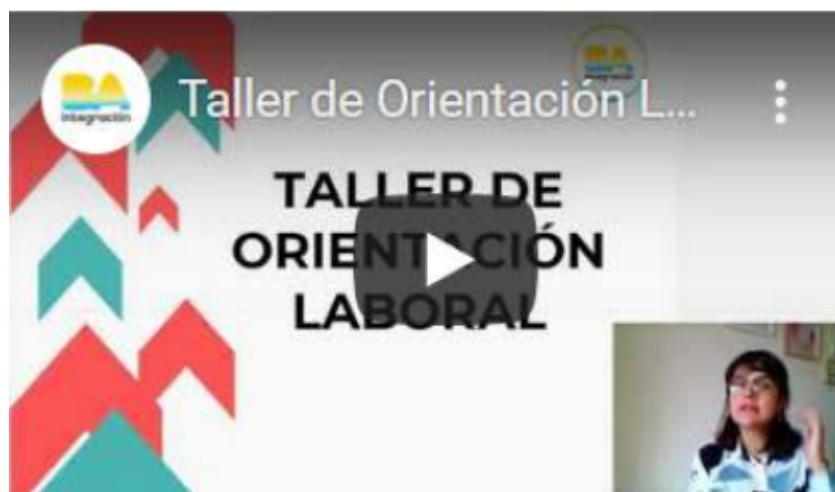 BA
integración
Taller de Orientación L...
TALLER DE
ORIENTACIÓN
LABORAL